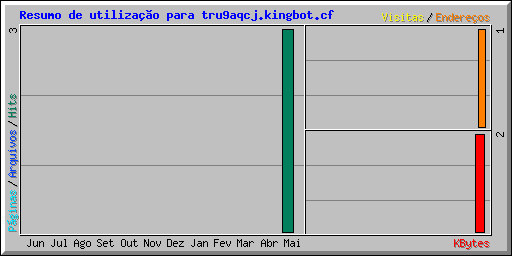 Resumo de utilização para tru9aqcj.kingbot.cf
Visitas / Endereços
3
1
2
Páginas / Arquivos / Hits
Jun Jul Ago Set Out Nov Dez Jan Fev Mar Abr Mai
KBytes